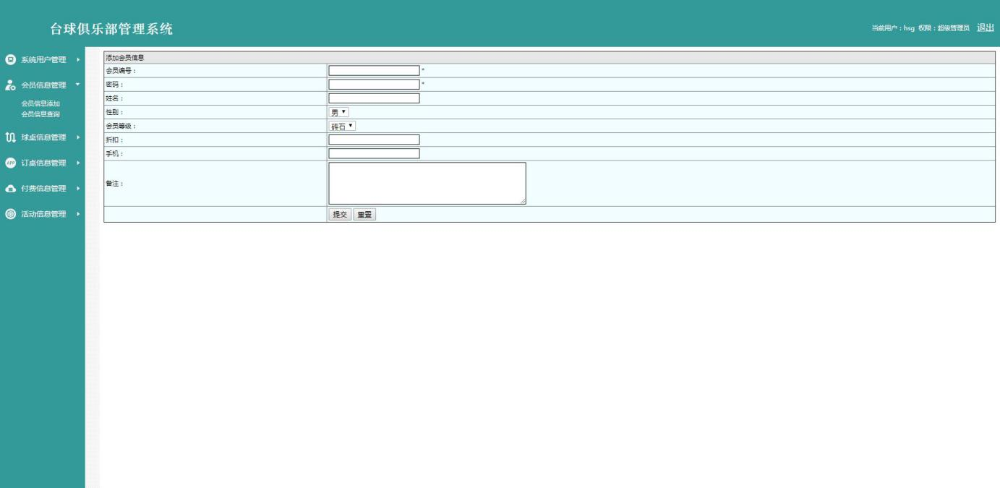 台球俱乐部管理系统
当前用户：hsg 权限：超级管理员 退出
系统用户管理
会员信息管理
会员信息添加
会员信息查询
球桌信息管理
APP
订桌信息管理
付费信息管理
活动信息管理
添加会员信息
会员编号：
*
密码：
*
姓名：
性别：
男
会员等级：
砖石
折扣：
手机：
备注：
提交 重置